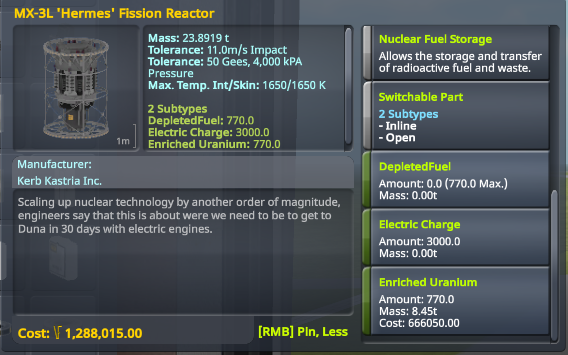 MX-3L 'Hermes' Fission Reactor
1m
Mass: 23.8919 t
Tolerance: 11.0m/s Impact
Tolerance: 50 Gees, 4,000 kPA
Pressure
Max. Temp. Int/Skin: 1650/1650 K
2 Subtypes
DepletedFuel: 770.0
Electric Charge: 3000.0
Enriched Uranium: 770.0
Manufacturer:
Kerb Kastria Inc.
Scaling up nuclear technology by another order of magnitude,
engineers say that this is about were we need to be to get to
Duna in 30 days with electric engines.
Cost: 1,288,015.00
[RMB] Pin, Less
Nuclear Fuel Storage
Allows the storage and transfer
of radioactive fuel and waste.
Switchable Part
2 Subtypes
- Inline
- Open
DepletedFuel
Amount: 0.0 (770.0 Max.)
Mass: 0.00t
Electric Charge
Amount: 3000.0
Mass: 0.00t
Enriched Uranium
Amount: 770.0
Mass: 8.45t
Cost: 666050.00